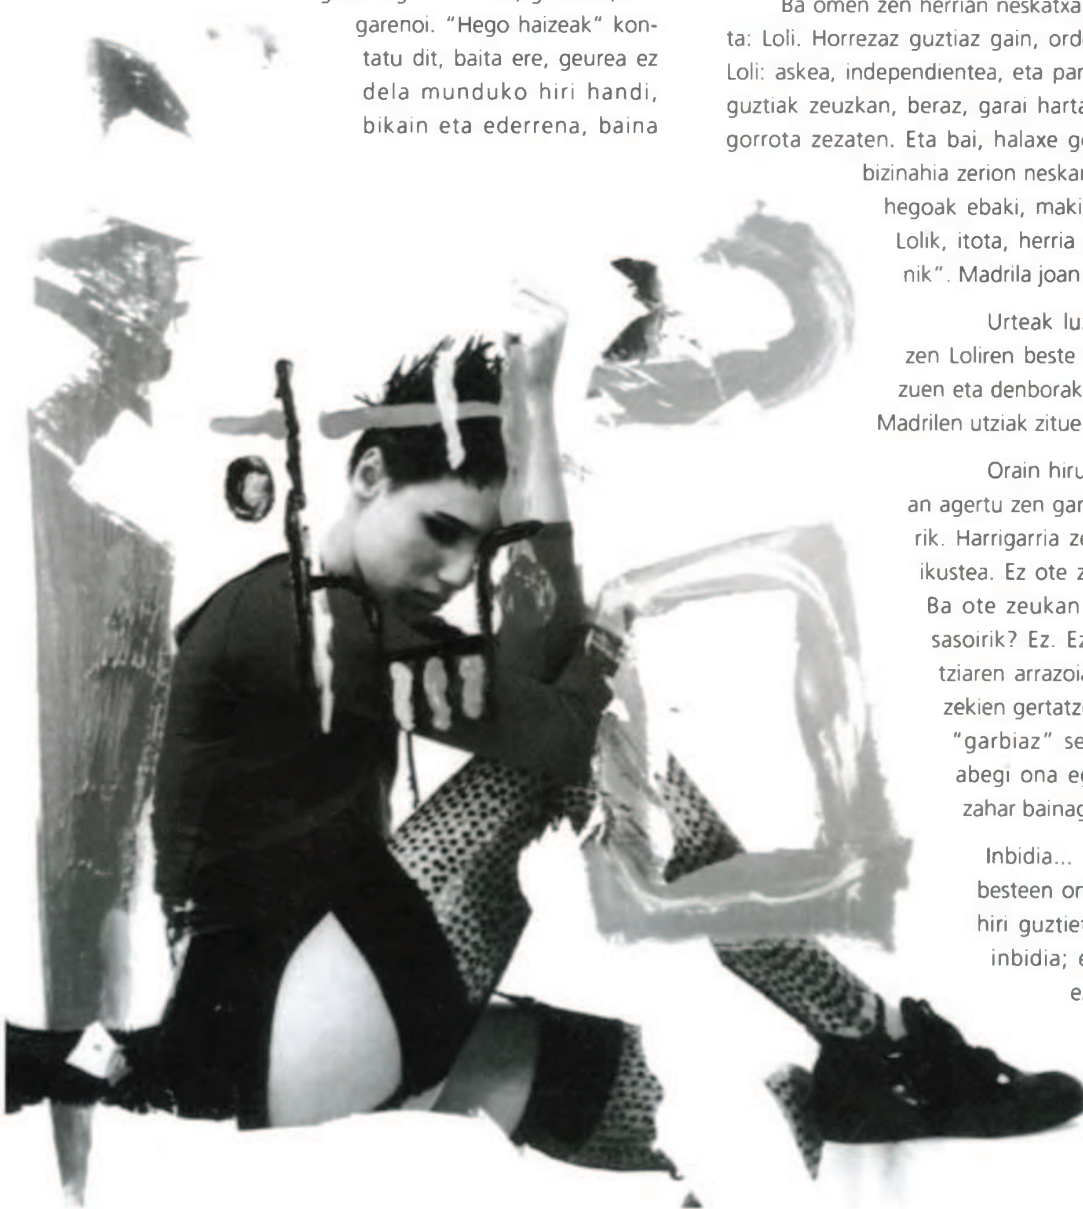 garenoi. "Hego haizeak" kon-
tatu dit, baita ere, geurea ez
dela munduko hiri handi,
bikain eta ederrena, baina
Ba omen zen herrian neskatxa
ta: Loli. Horrezaz guztiaz gain, ord
Loli: askea, independientea, eta par
guztiak zeuzkan, beraz, garai harta
gorrota zezaten. Eta bai, halaxe g
bizinahia zerion neskar
hegoak ebaki, maki
Lolik, itota, herria
nik". Madrila joan
Urteak lu
zen Loliren beste
zuen eta denborak
Madrilen utziak zitue
Orain hiru
an agertu zen gar
rik. Harrigarria ze
ikustea. Ez ote z
Ba ote zeukan
sasoirik? Ez. Ez
tziaren arrazoia
zekien gertatz
"garbiaz" se
abegi ona eg
zahar bainag
Inbidia...
besteen or
hiri guztiet
inbidia; e
e